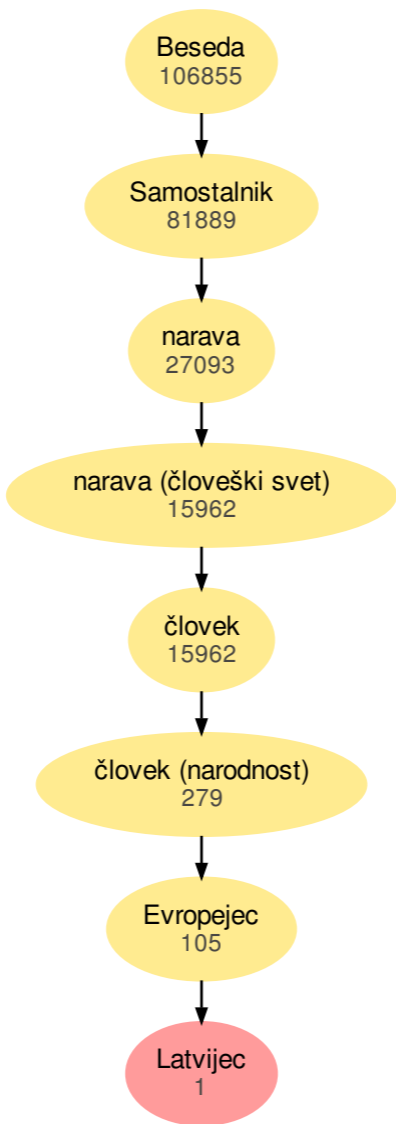 Beseda
106855
Samostalnik
81889
narava
27093
narava (človeški svet)
15962
človek
15962
človek (narodnost)
279
Evropejec
105
Latvijec
1